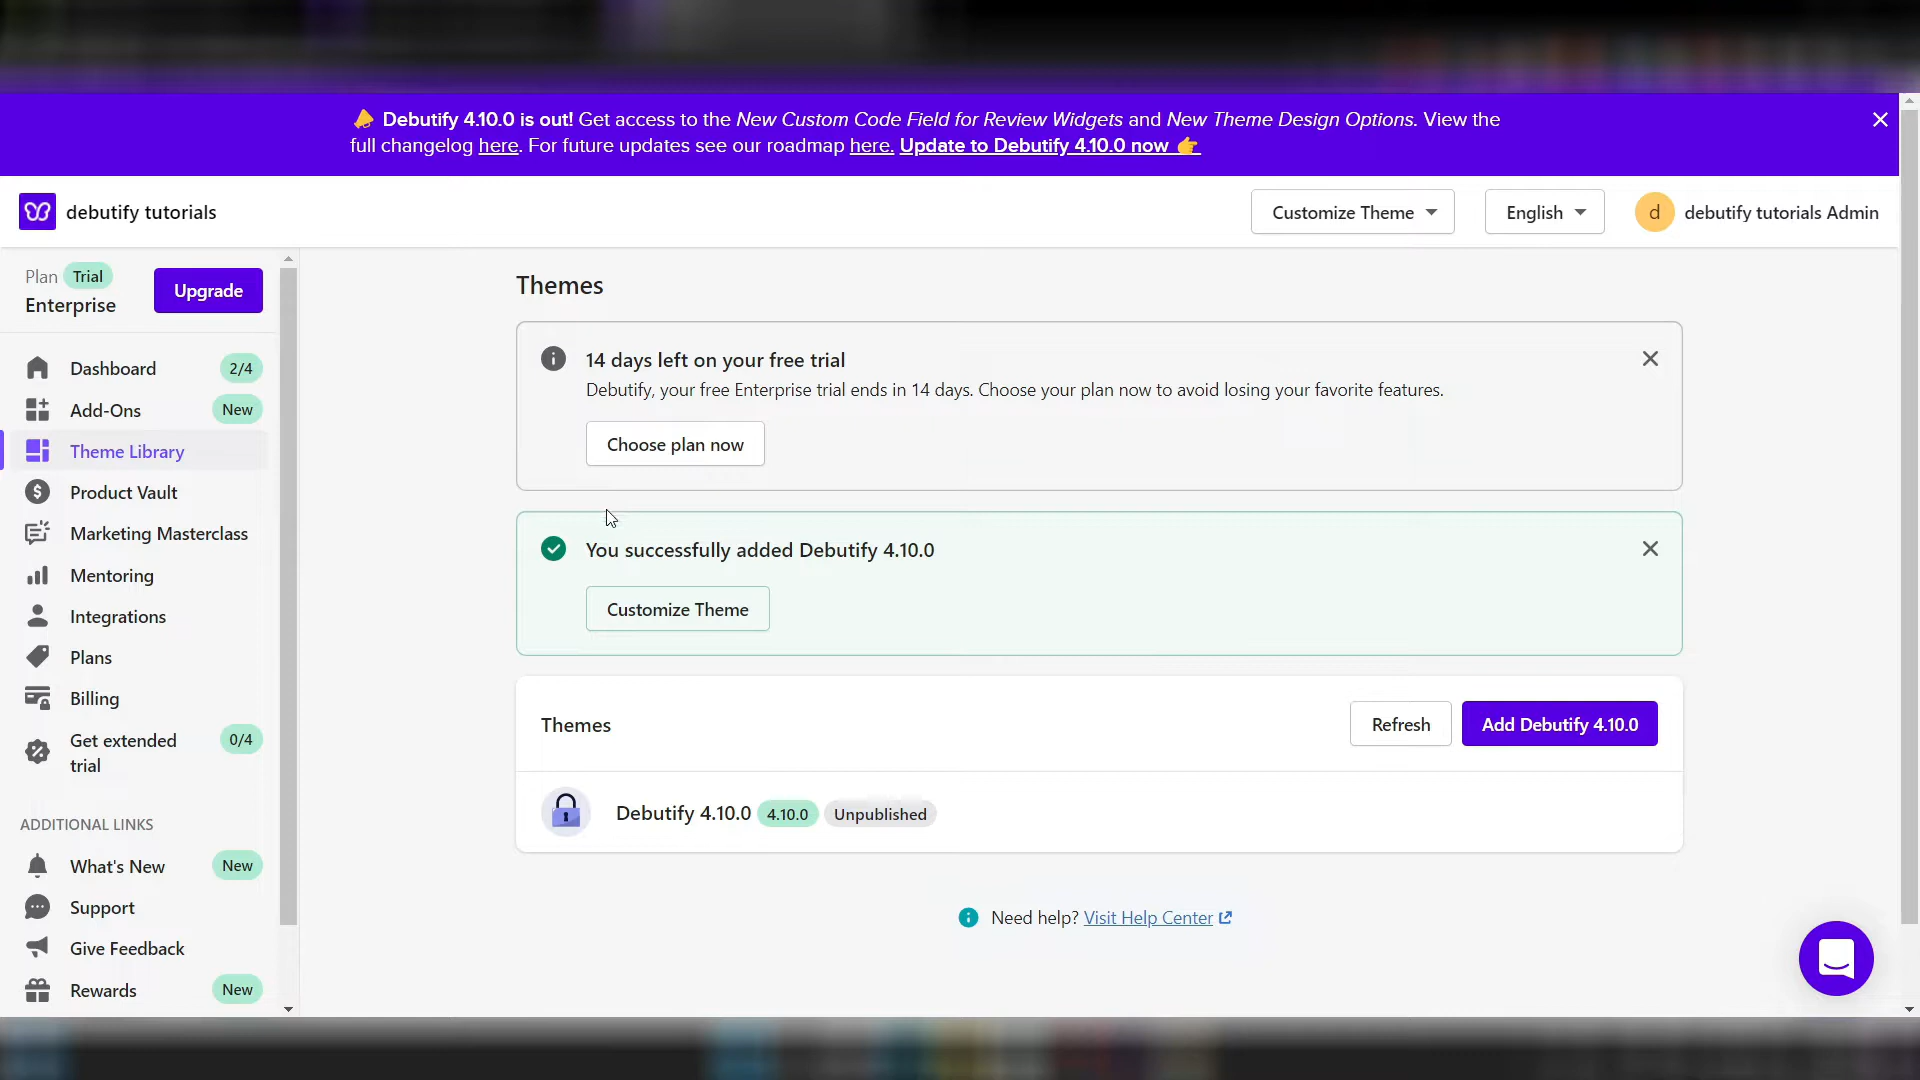 Debutify 4.10.0 is out! Get access to the New Custom Code Field for Review Widgets and New Theme Design Options. View the
full changelog here. For future updates see our roadmap here. Update to Debutify 4.10.0 now
debutify tutorials
Customize Theme
English
d
debutify tutorials Admin
Plan Trial
Enterprise
Upgrade
Dashboard 2/4
Add-Ons New
Theme Library
Product Vault
Marketing Masterclass
Mentoring
Integrations
Plans
Billing
Get extended
trial
0/4
ADDITIONAL LINKS
What's New New
Support
Give Feedback
Rewards New
Themes
14 days left on your free trial
Debutify, your free Enterprise trial ends in 14 days. Choose your plan now to avoid losing your favorite features.
Choose plan now
You successfully added Debutify 4.10.0
Customize Theme
Themes
Refresh
Add Debutify 4.10.0
Debutify 4.10.0 4.10.0 Unpublished
Need help? Visit Help Center